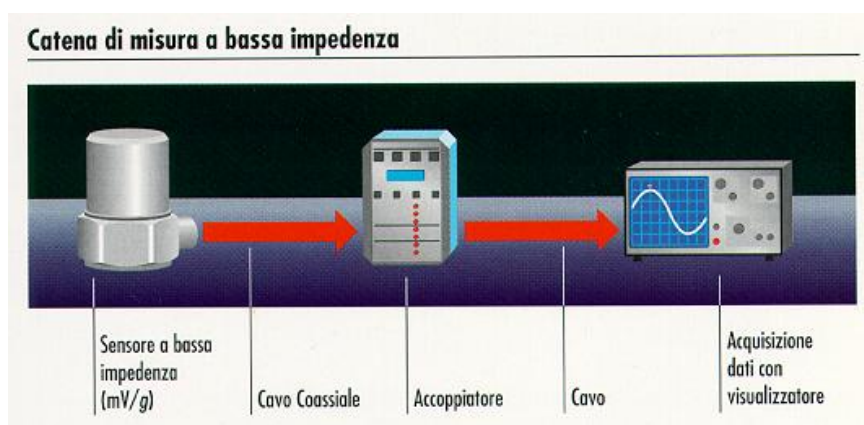 Catena di misura a bassa impedenza
Sensore a bassa
impedenza
(mV/g)
Cavo Coassiale
Accoppiatore
Cavo
Acquisizione
dati con
visualizzatore